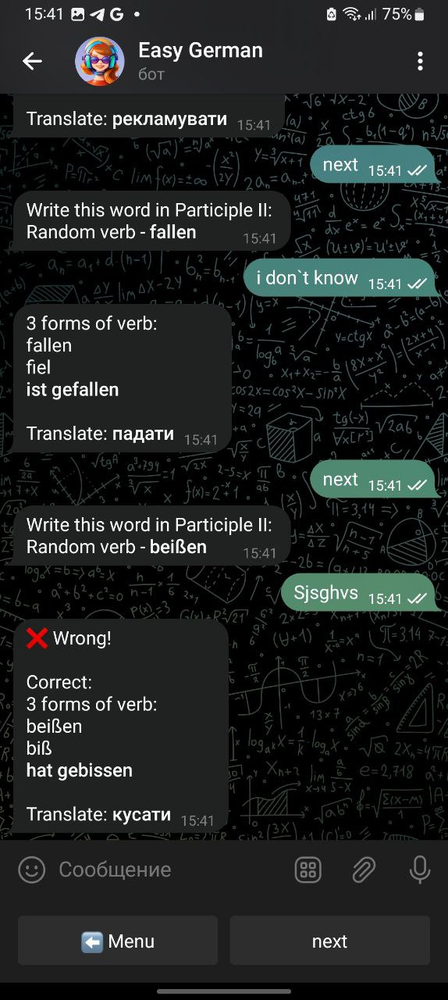 15:41
75%
Easy German
бот
Translate: рекламувати 15:41
next 15:41
Write this word in Participle II:
Random verb - fallen 15:41
i don`t know 15:41
3 forms of verb:
fallen
fiel
ist gefallen
Translate: падати 15:41
next 15:41
Write this word in Participle II:
Random verb - beißen 15:41
Sjsghvs 15:41
Wrong!
Correct:
3 forms of verb:
beißen
biß
hat gebissen
Translate: кусати 15:41
Сообщение
Menu
next